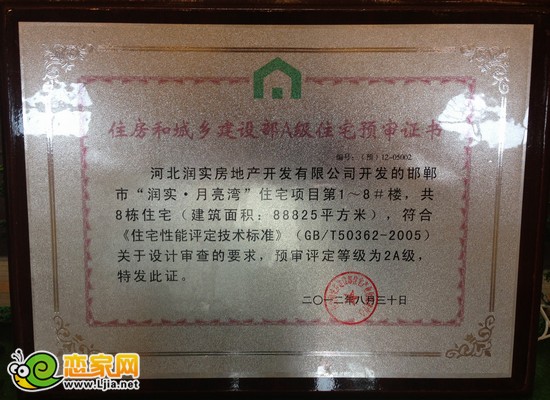 住房和城乡建设部A级住宅预审证书
编号:（预）12-05002
河北润实房地产开发有限公司开发的邯郸
市“润实·月亮湾”住宅项目第1～8#楼，共
8栋住宅（建筑面积：88825平方米），符合
《住宅性能评定技术标准》（GB/T50362-2005）
关于设计审查的要求，预审评定等级为2A级，
特发此证。
二〇一二年八月三十日
恋家网
www.Ljia.net